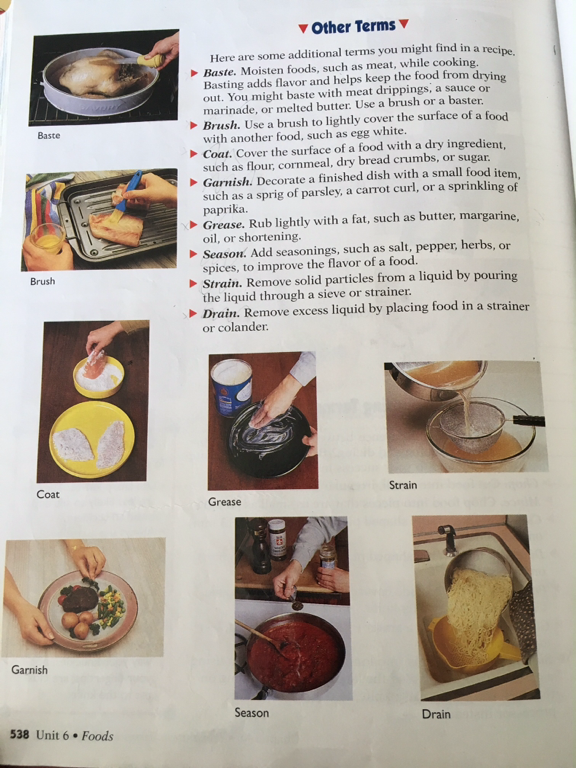 ▼ Other Terms ▼
Here are some additional terms you might find in a recipe.
▶ Baste. Moisten foods, such as meat, while cooking.
Basting adds flavor and helps keep the food from drying
out. You might baste with meat drippings, a sauce or
marinade, or melted butter. Use a brush or a baster.
▶ Brush. Use a brush to lightly cover the surface of a food
with another food, such as egg white.
▶ Coat. Cover the surface of a food with a dry ingredient,
such as flour, cornmeal, dry bread crumbs, or sugar.
▶ Garnish. Decorate a finished dish with a small food item,
such as a sprig of parsley, a carrot curl, or a sprinkling of
paprika.
▶ Grease. Rub lightly with a fat, such as butter, margarine,
oil, or shortening.
▶ Season. Add seasonings, such as salt, pepper, herbs, or
spices, to improve the flavor of a food.
▶ Strain. Remove solid particles from a liquid by pouring
the liquid through a sieve or strainer.
▶ Drain. Remove excess liquid by placing food in a strainer
or colander.
Baste
Brush
Coat
Grease
Strain
Garnish
Season
Drain
538 Unit 6 • Foods